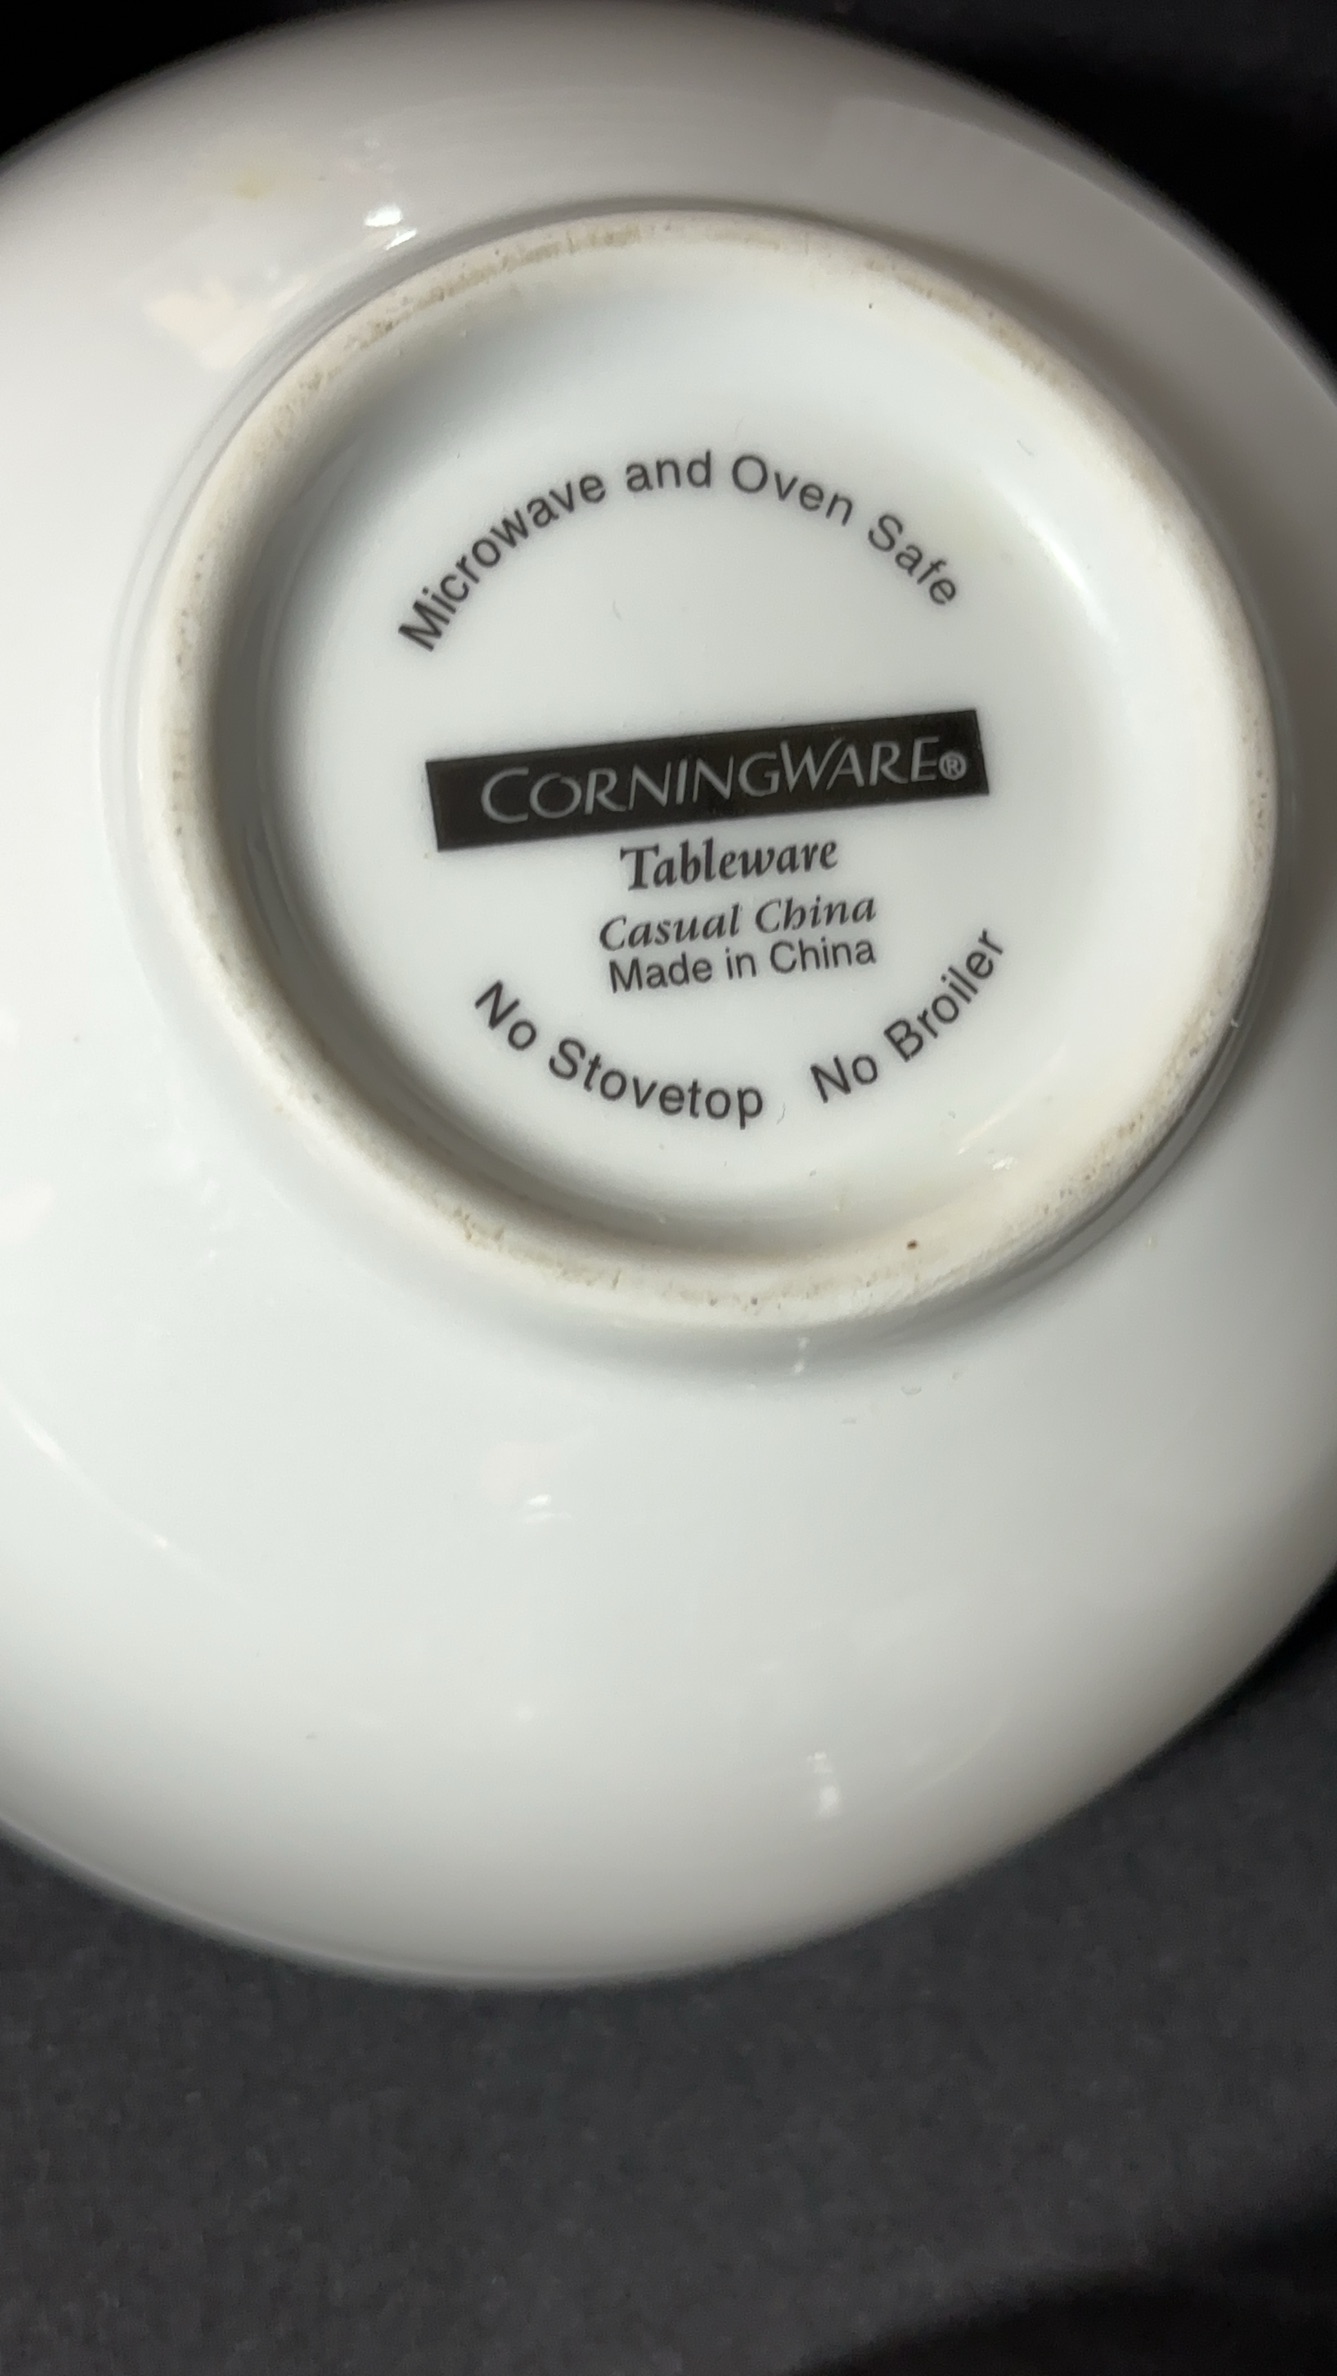 Microwave and Oven Safe
CORNINGWARE®
Tableware
Casual China
Made in China
No Stovetop No Broiler